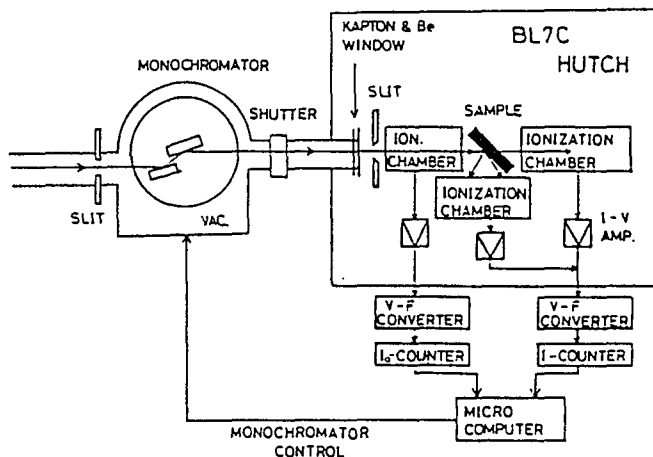 KAPTON & Be
WINDOW
BL7C
HUTCH
MONOCHROMATOR
SLIT
SHUTTER
SAMPLE
ION.
CHAMBER
IONIZATION
CHAMBER
IONIZATION
CHAMBER
SLIT
VAC.
I-V
AMP.
V-F
CONVERTER
V-F
CONVERTER
I₀-COUNTER
I-COUNTER
MICRO
COMPUTER
MONOCHROMATOR
CONTROL